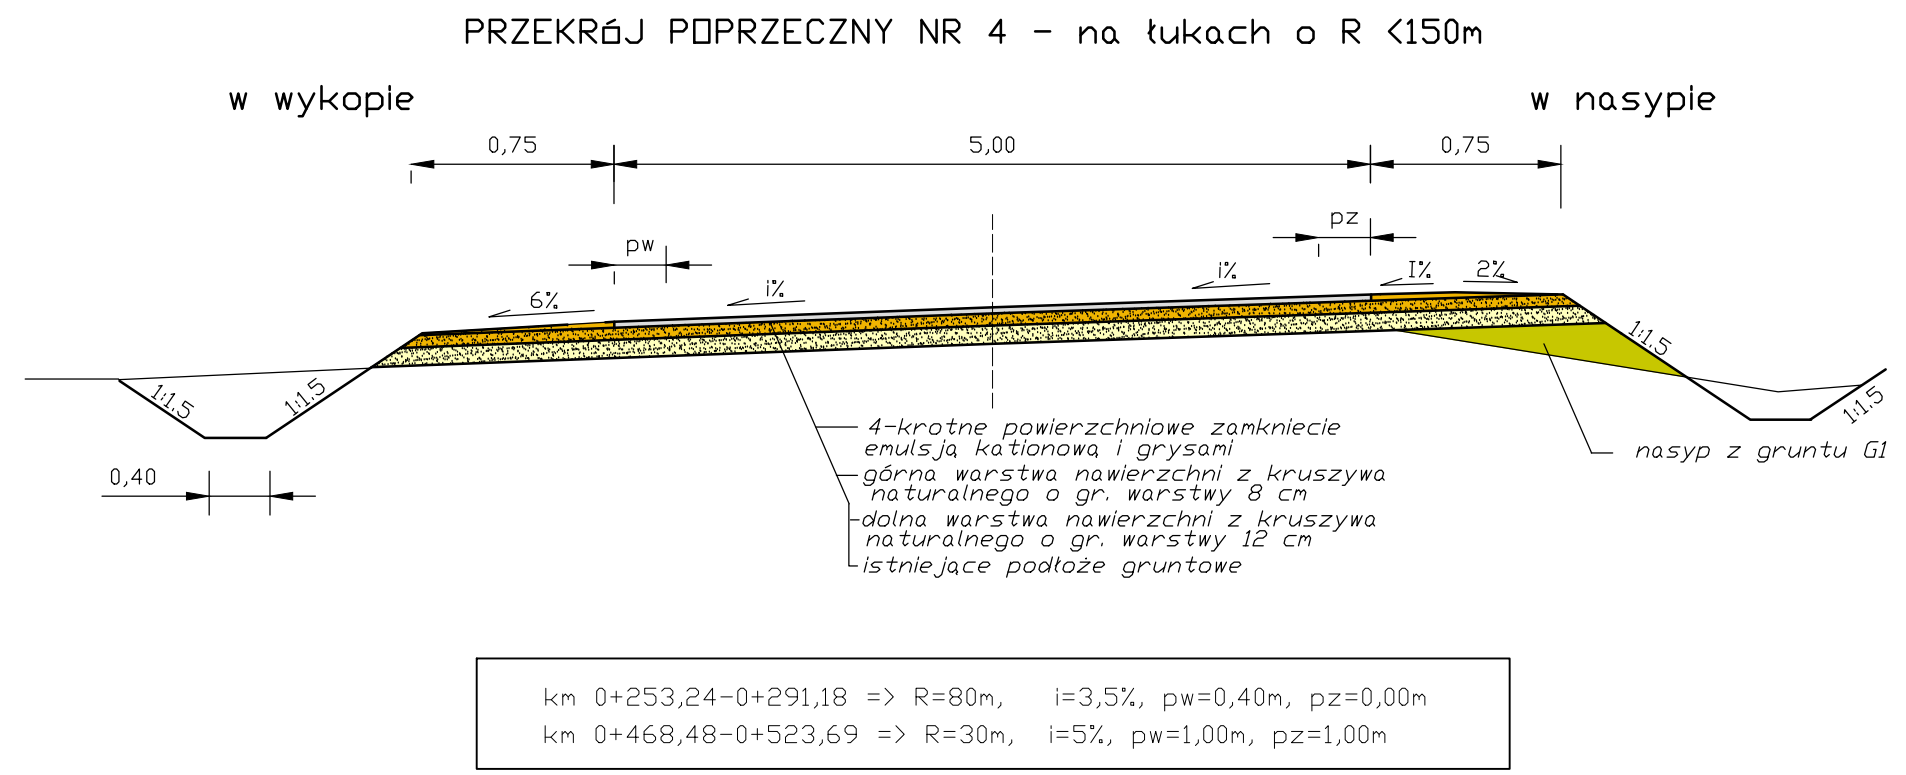 PRZEKRóJ POPRZECZNY NR 4 - na łukach o R <150m
w wykopie
w nasypie
0,75
5,00
0,75
pw
pz
6%
i%
i%
I%
2%
1:1.5
1:1.5
1:1.5
1:1.5
0,40
4-krotne powierzchniowe zamkniecie
emulsją kationową i grysami
górna warstwa nawierzchni z kruszywa
naturalnego o gr. warstwy 8 cm
dolna warstwa nawierzchni z kruszywa
naturalnego o gr. warstwy 12 cm
istniejące podłoże gruntowe
nasyp z gruntu G1
km 0+253,24-0+291,18 => R=80m, i=3,5%, pw=0,40m, pz=0,00m
km 0+468,48-0+523,69 => R=30m, i=5%, pw=1,00m, pz=1,00m